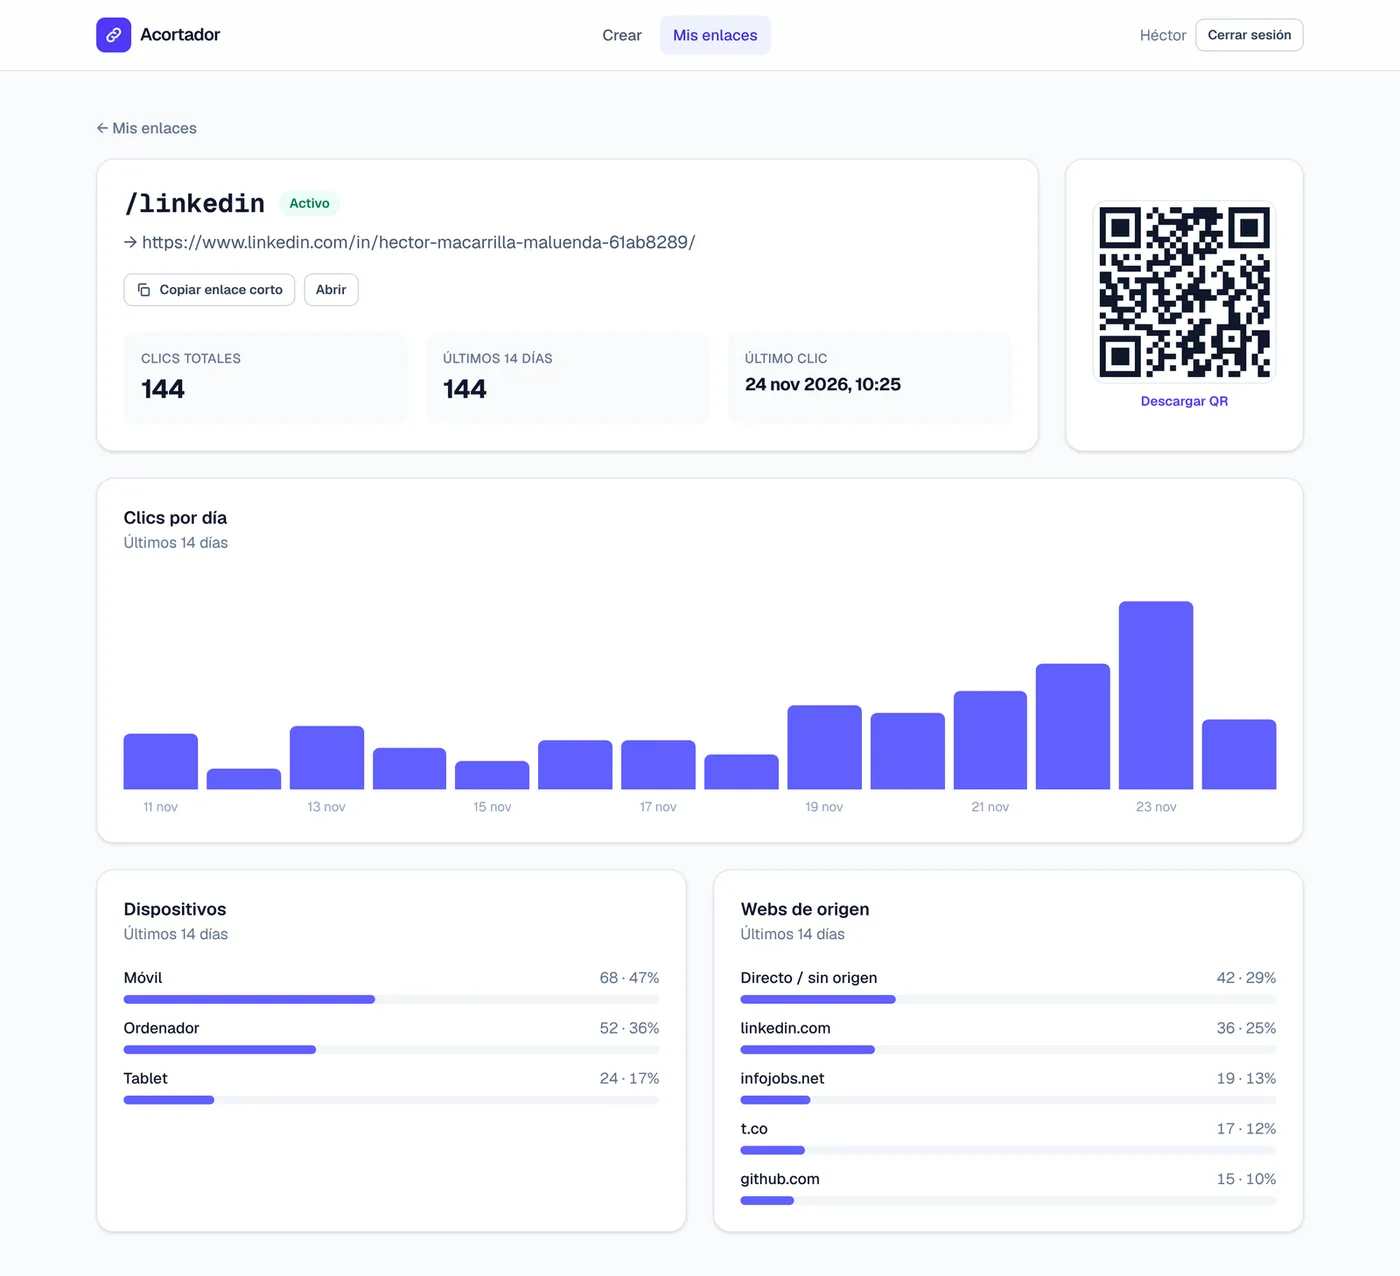 Acortador
Crear
Mis enlaces
Héctor
Cerrar sesión
← Mis enlaces
/linkedin
Activo
→ https://www.linkedin.com/in/hector-macarrilla-maluenda-61ab8289/
Copiar enlace corto
Abrir
CLICS TOTALES
144
ÚLTIMOS 14 DÍAS
144
ÚLTIMO CLIC
24 nov 2026, 10:25
Descargar QR
Clics por día
Últimos 14 días
11 nov
13 nov
15 nov
17 nov
19 nov
21 nov
23 nov
Dispositivos
Últimos 14 días
Móvil
68 · 47%
Ordenador
52 · 36%
Tablet
24 · 17%
Webs de origen
Últimos 14 días
Directo / sin origen
42 · 29%
linkedin.com
36 · 25%
infojobs.net
19 · 13%
t.co
17 · 12%
github.com
15 · 10%